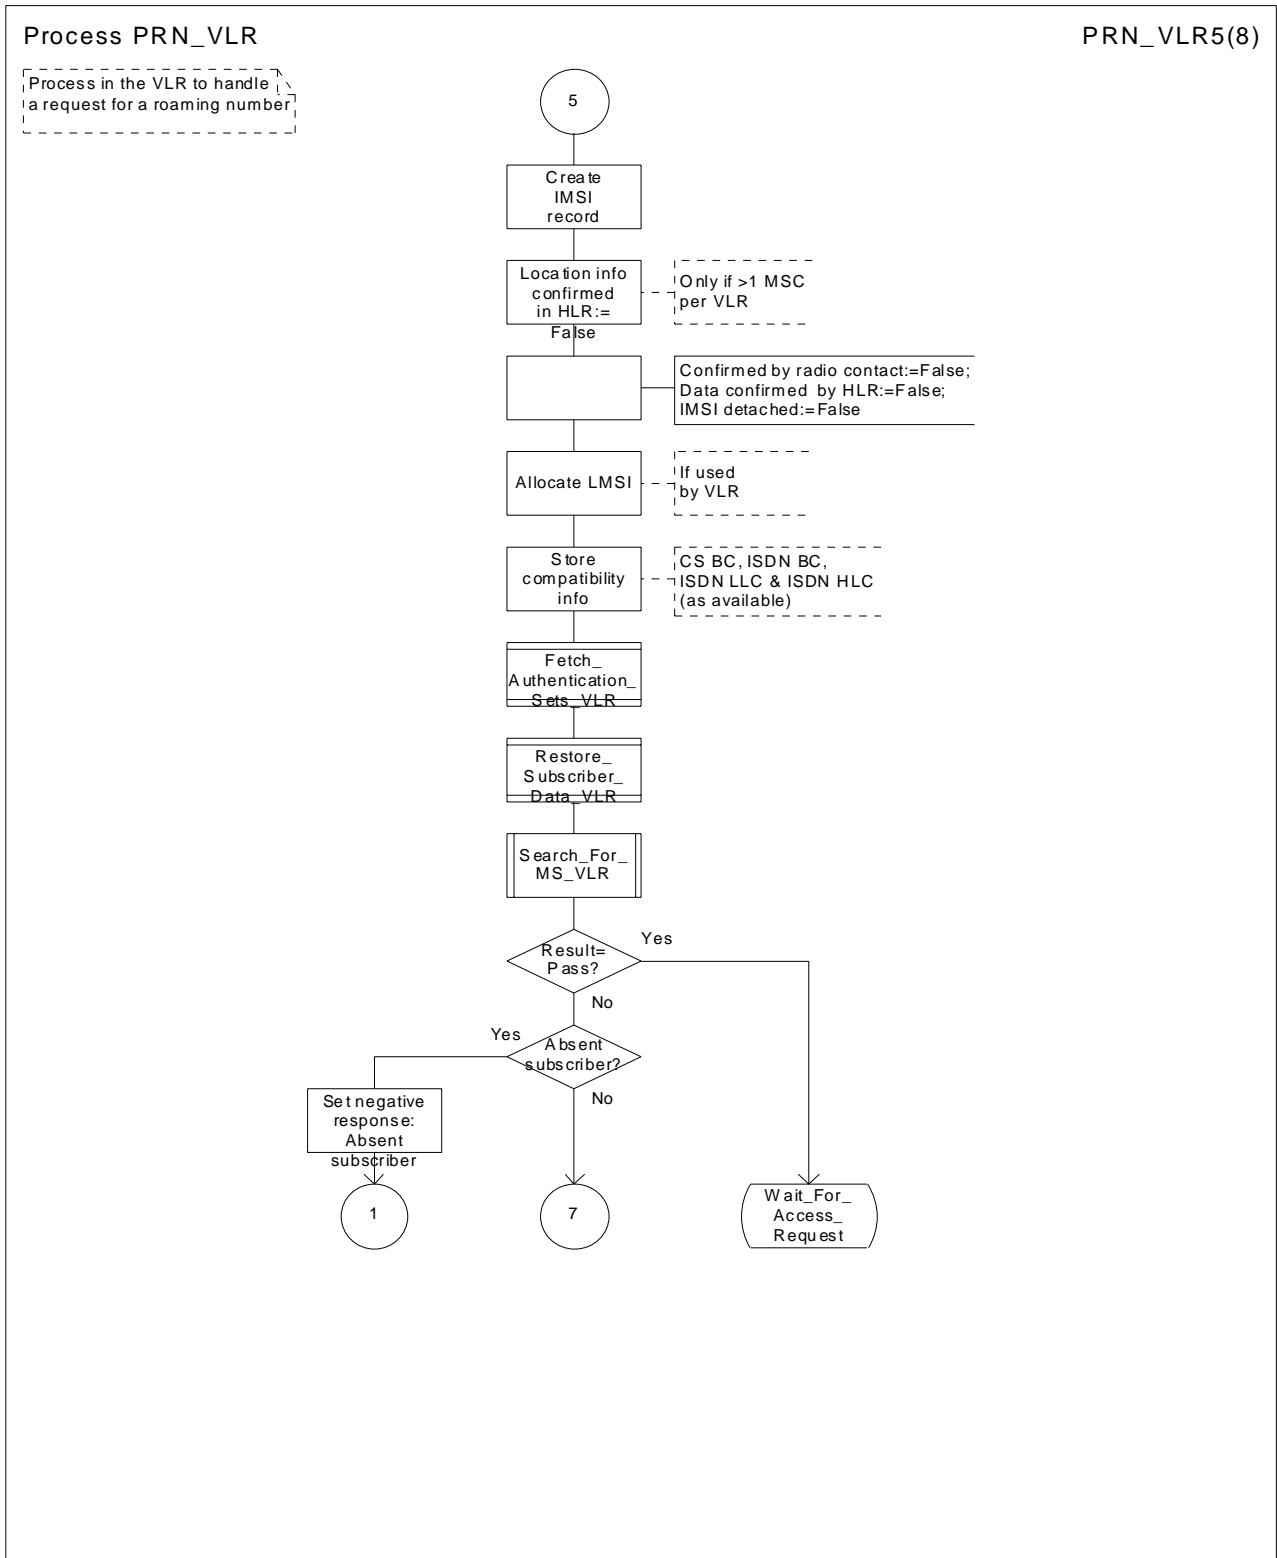 Process PRN_VLR
PRN_VLR5(8)
Process in the VLR to handle
a request for a roaming number
5
Create
IMSI
record
Location info
confirmed
in HLR:=
False
Only if >1 MSC
per VLR
Confirmed by radio contact:=False;
Data confirmed by HLR:=False;
IMSI detached:=False
Allocate LMSI
If used
by VLR
Store
compatibility
info
CS BC, ISDN BC,
ISDN LLC & ISDN HLC
(as available)
Fetch_
Authentication_
Sets_VLR
Restore_
Subscriber_
Data_VLR
Search_For_
MS_VLR
Result=
Pass?
Yes
No
Absent
subscriber?
Yes
No
Set negative
response:
Absent
subscriber
1
7
Wait_For_
Access_
Request